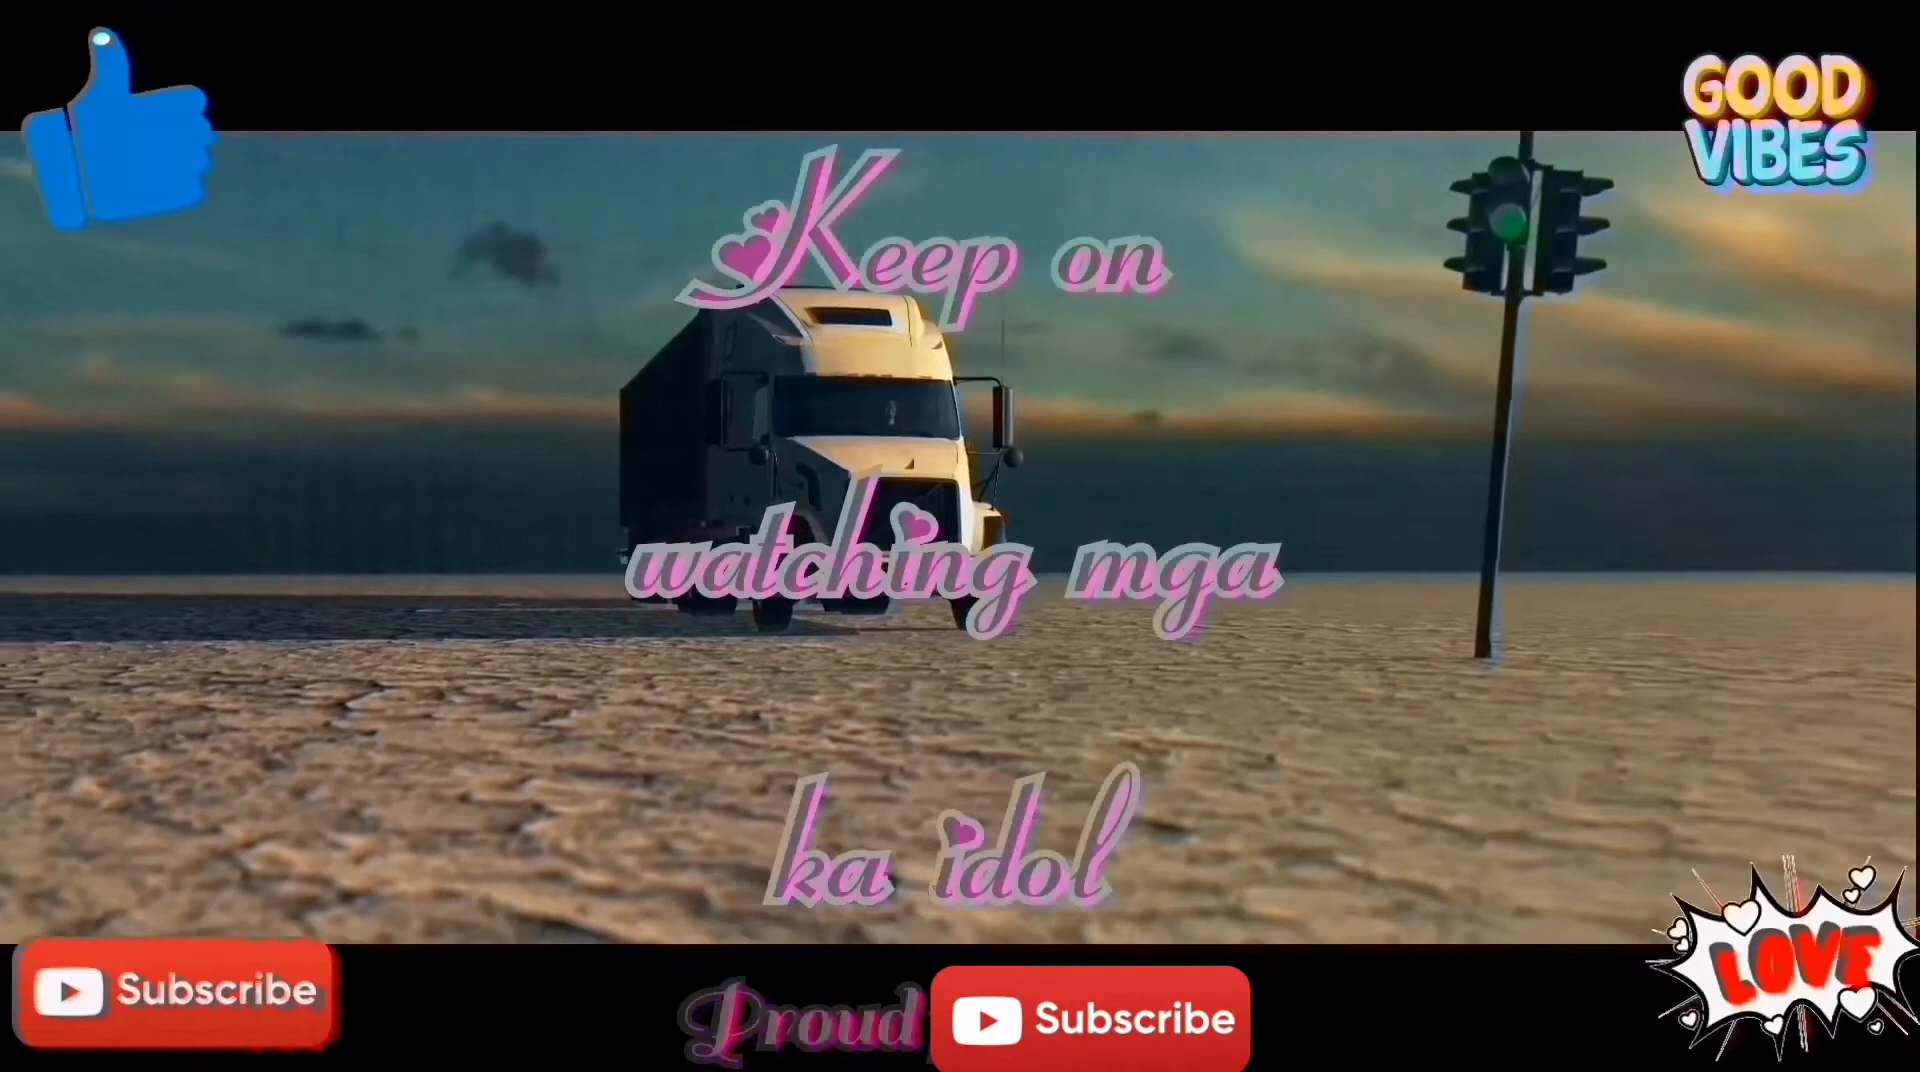 GOOD
VIBES
Keep on
watching mga
ka idol
LOVE
Subscribe
Proud
Subscribe